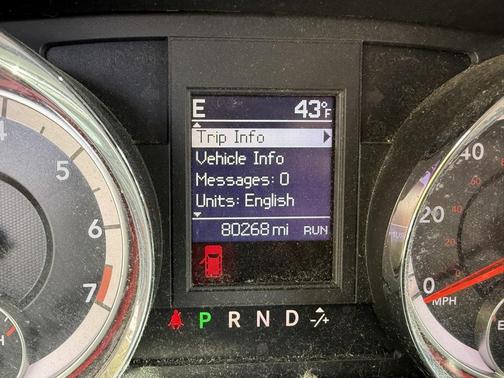 E 43°F
Trip Info
Vehicle Info
Messages: 0
Units: English
80268 mi RUN
P R N D -/+
4
5
6
7
H
40
20
0
MPH
E